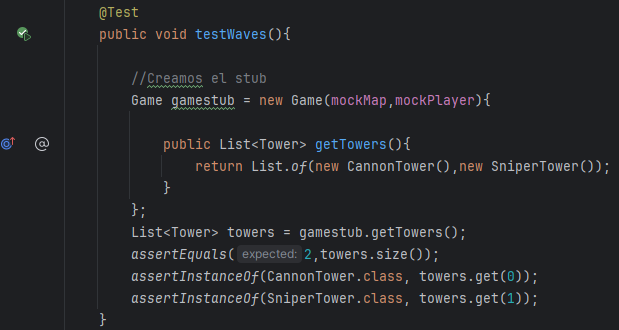 @Test
public void testWaves(){
//Creamos el stub
Game gamestub = new Game(mockMap,mockPlayer){
public List<Tower> getTowers(){
return List.of(new CannonTower(),new SniperTower());
}
};
List<Tower> towers = gamestub.getTowers();
assertEquals( expected: 2,towers.size());
assertInstanceOf(CannonTower.class, towers.get(0));
assertInstanceOf(SniperTower.class, towers.get(1));
}